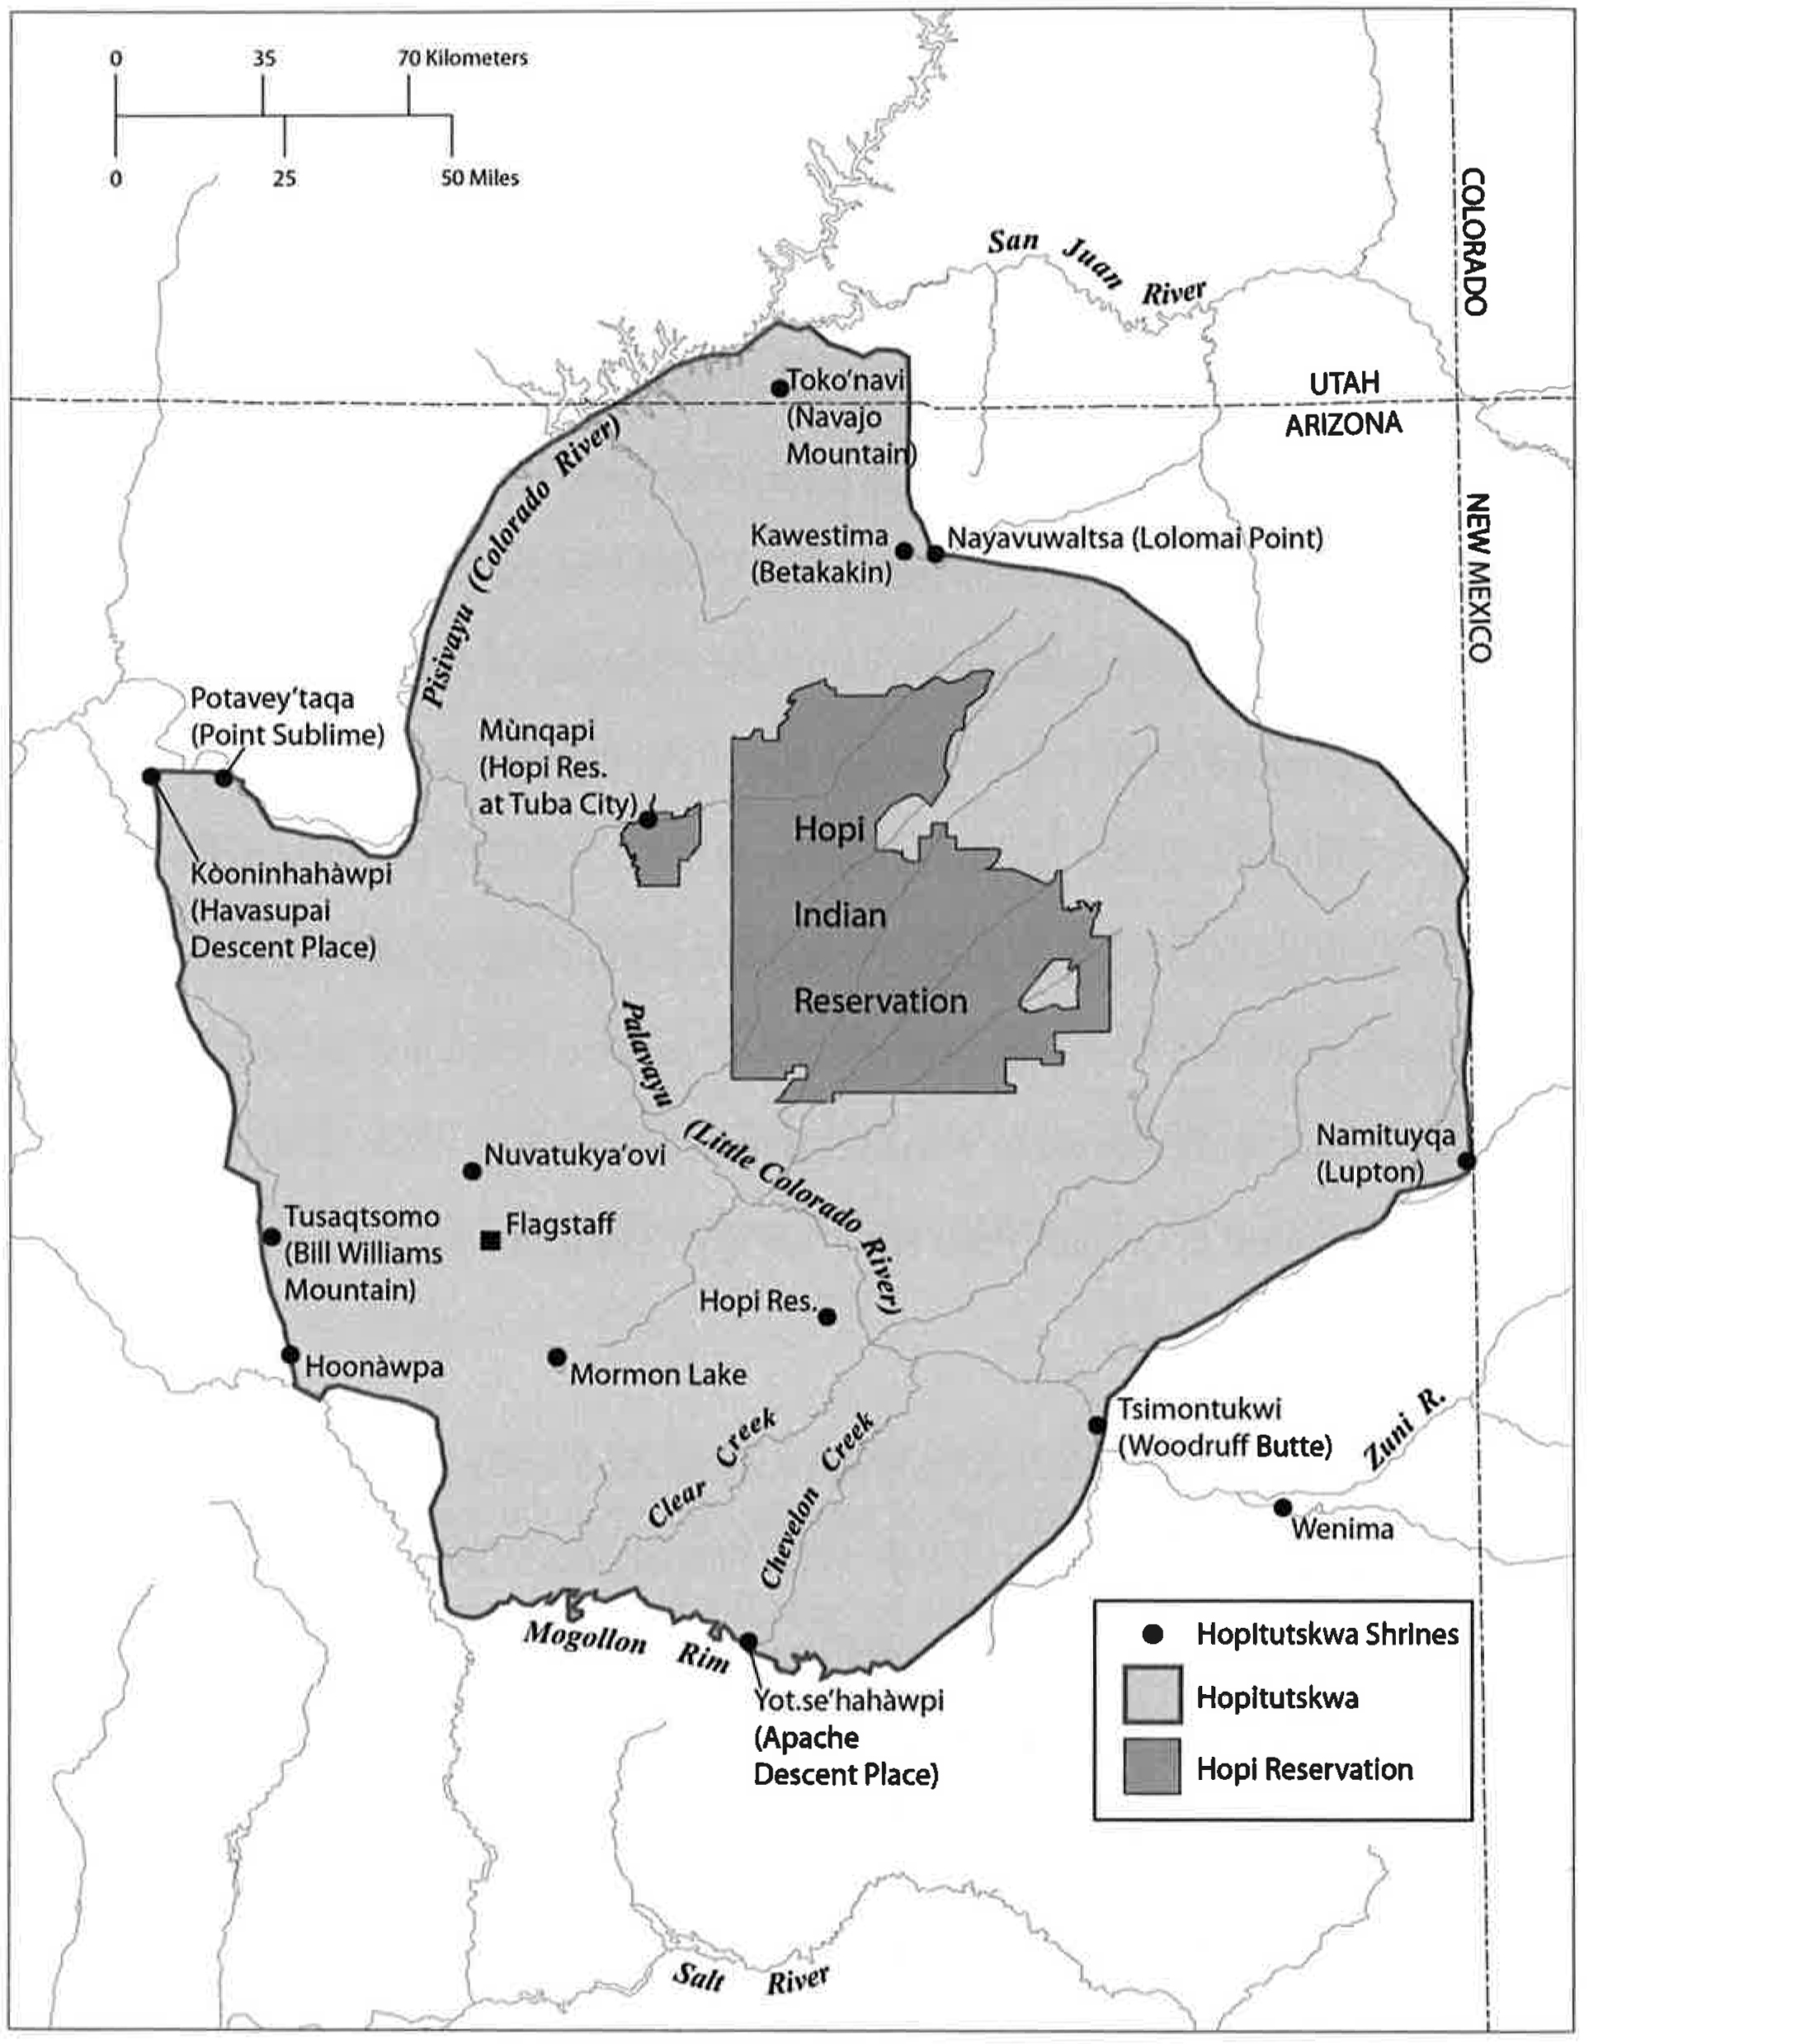 0 35 70 Kilometers
0 25 50 Miles
COLORADO
San Juan River
UTAH
ARIZONA
NEW MEXICO
Toko'navi
(Navajo
Mountain)
Pisivayu (Colorado River)
Kawestima
(Betakakin)
Nayavuwaltsa (Lolomai Point)
Potavey'taqa
(Point Sublime)
Mùnqapi
(Hopi Res.
at Tuba City)
Hopi
Indian
Reservation
Kòoninhahàwpi
(Havasupai
Descent Place)
Palavayu (Little Colorado River)
Namituyqa
(Lupton)
Nuvatukya'ovi
Tusaqtsomo
(Bill Williams
Mountain)
Flagstaff
Hopi Res.
Hoonàwpa
Mormon Lake
Clear Creek
Chevelon Creek
Tsimontukwi
(Woodruff Butte)
Zuni R.
Wenima
Mogollon Rim
Yot.se'hahàwpi
(Apache
Descent Place)
Hopitutskwa Shrines
Hopitutskwa
Hopi Reservation
Salt River